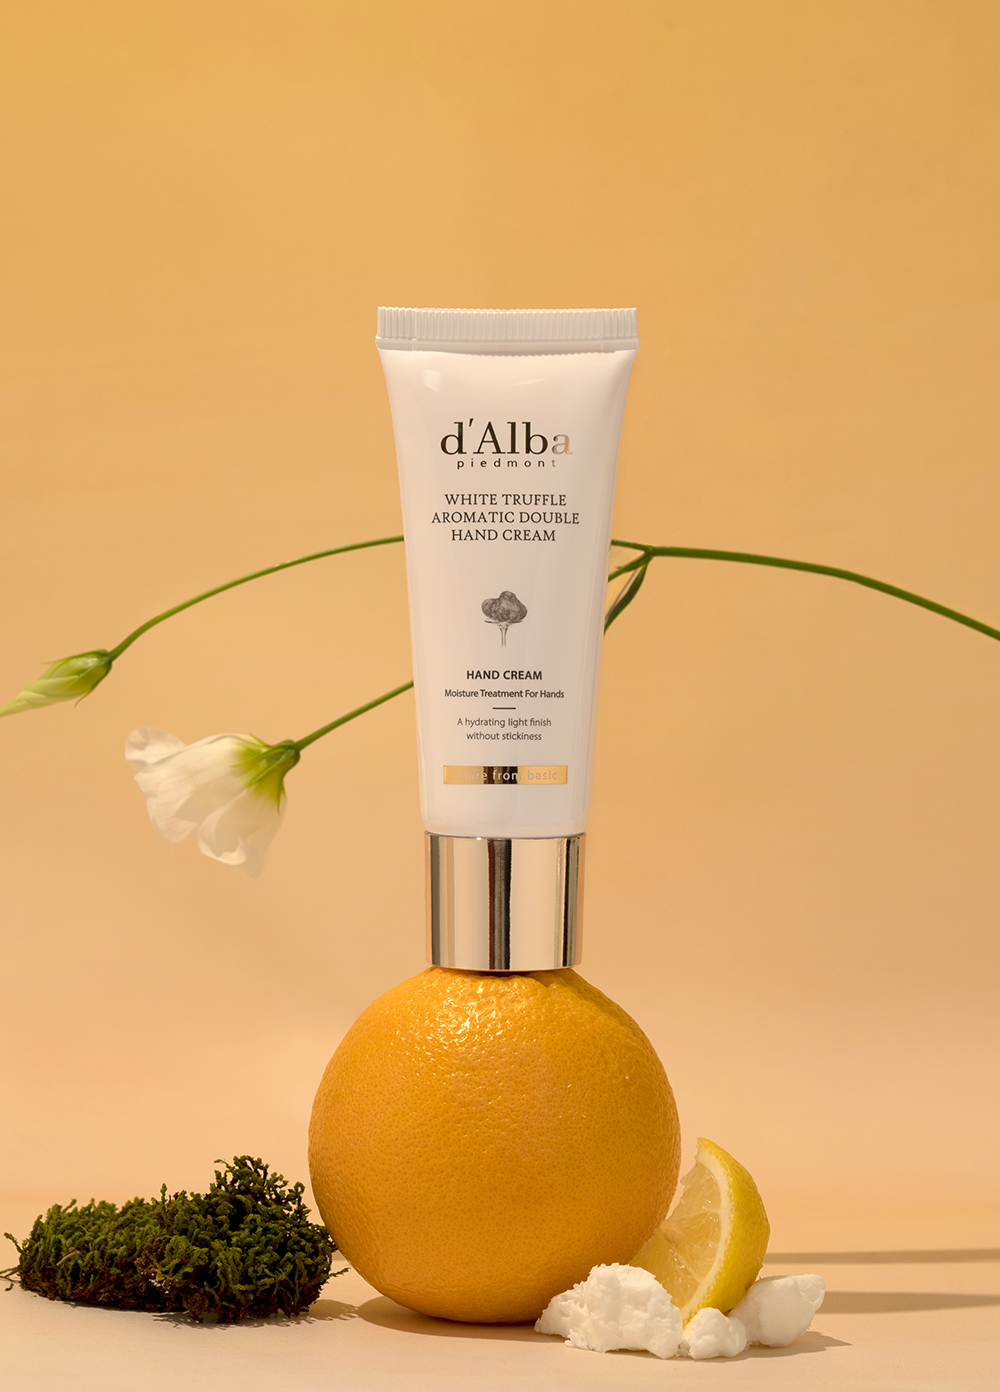 d'Alba
piedmont
WHITE TRUFFLE
AROMATIC DOUBLE
HAND CREAM
HAND CREAM
Moisture Treatment For Hands
A hydrating light finish
without stickiness
from basic